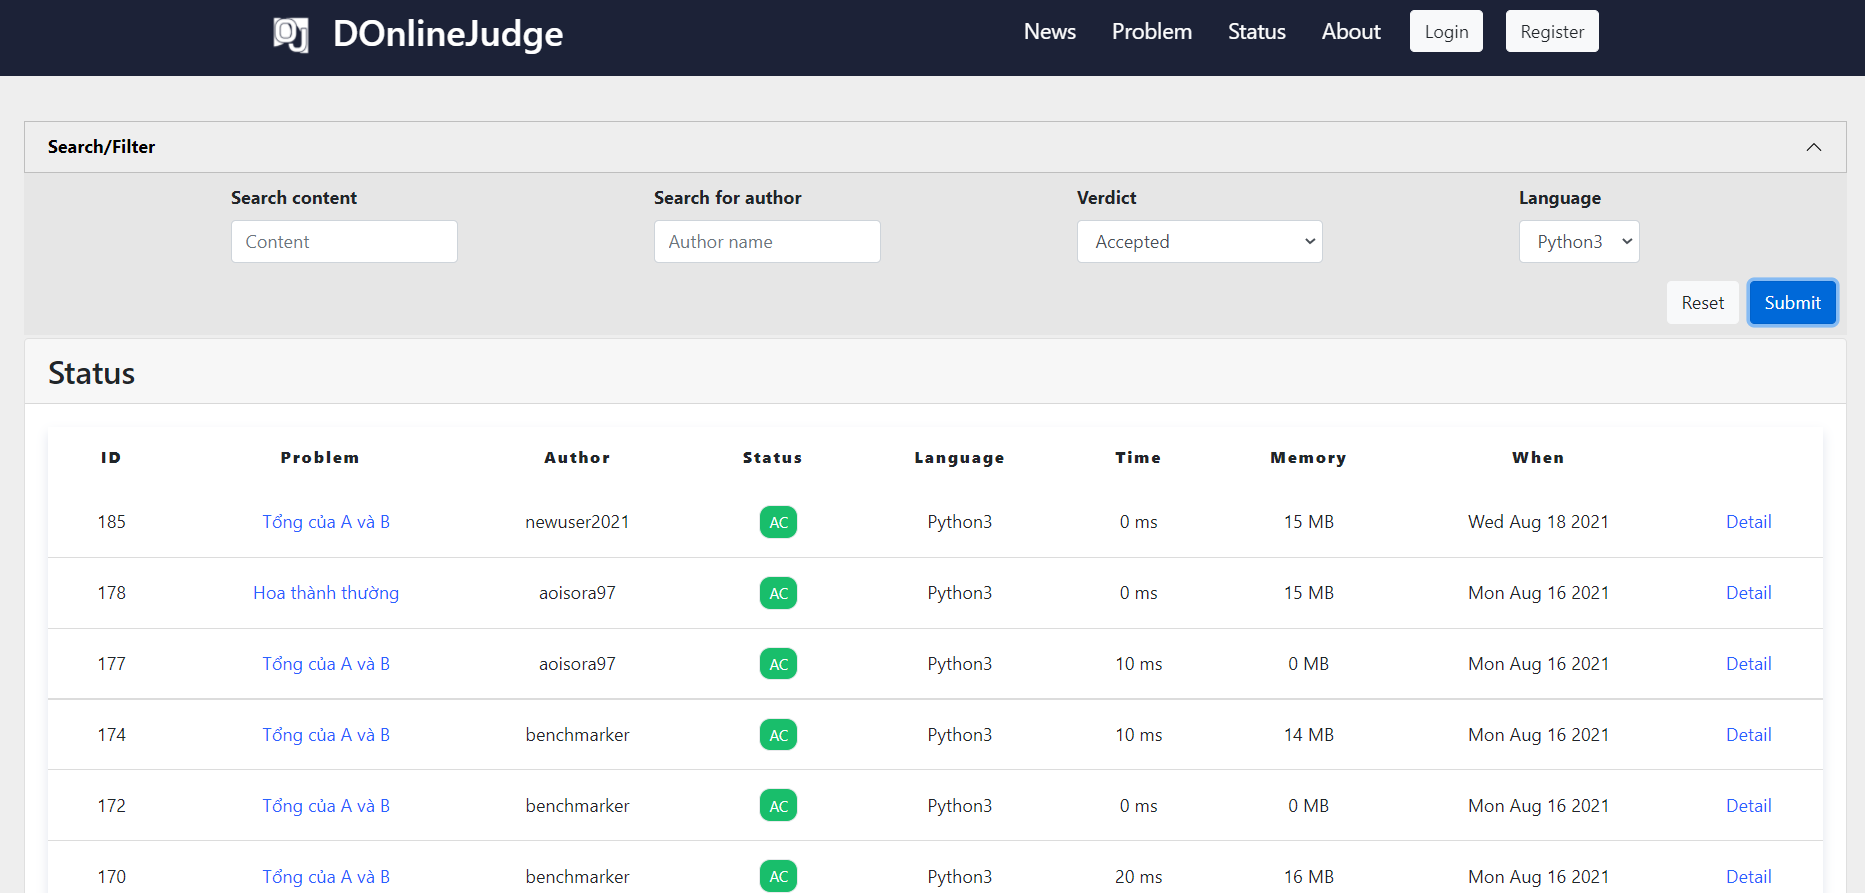 OJ DOnlineJudge News Problem Status About Login Register
Search/Filter
Search content Search for author Verdict Language
Content Author name Accepted Python3
Reset Submit
Status
ID Problem Author Status Language Time Memory When
185 Tổng của A và B newuser2021 AC Python3 0 ms 15 MB Wed Aug 18 2021 Detail
178 Hoa thành thường aoisora97 AC Python3 0 ms 15 MB Mon Aug 16 2021 Detail
177 Tổng của A và B aoisora97 AC Python3 10 ms 0 MB Mon Aug 16 2021 Detail
174 Tổng của A và B benchmarker AC Python3 10 ms 14 MB Mon Aug 16 2021 Detail
172 Tổng của A và B benchmarker AC Python3 0 ms 0 MB Mon Aug 16 2021 Detail
170 Tổng của A và B benchmarker AC Python3 20 ms 16 MB Mon Aug 16 2021 Detail